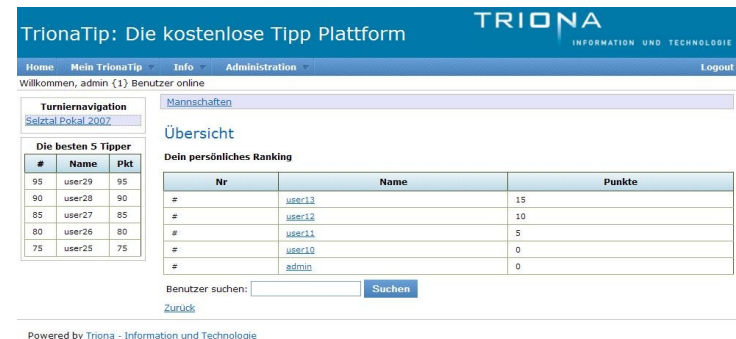 TrionaTip: Die kostenlose Tipp Plattform
TRIONA
INFORMATION UND TECHNOLOGIE
Home Mein TrionaTip Info Administration Logout
Willkommen, admin {1} Benutzer online
Turniernavigation
Selztal Pokal 2007
Die besten 5 Tipper
# Name Pkt
95 user29 95
90 user28 90
85 user27 85
80 user26 80
75 user25 75
Mannschaften
Übersicht
Dein persönliches Ranking
Nr Name Punkte
# user13 15
# user12 10
# user11 5
# user10 0
# admin 0
Benutzer suchen: Suchen
Zurück
Powered by Triona - Information und Technologie